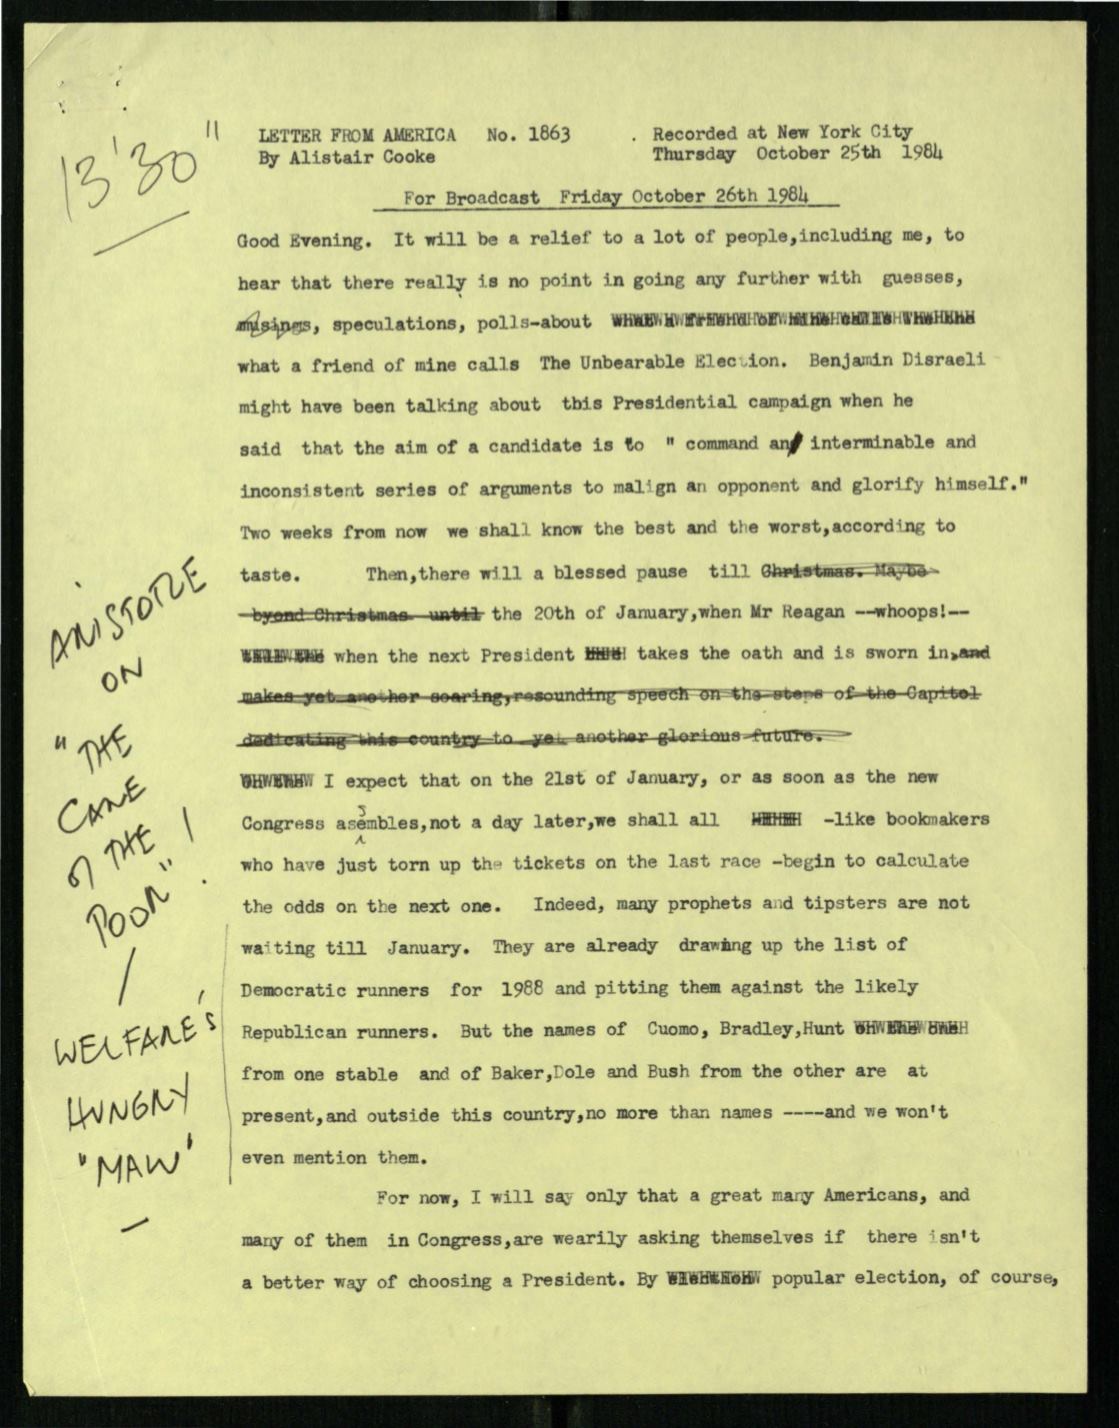 13'30"
LETTER FROM AMERICA No. 1863 . Recorded at New York City
By Alistair Cooke Thursday October 25th 1984
For Broadcast Friday October 26th 1984
Good Evening. It will be a relief to a lot of people,including me, to
hear that there really is no point in going any further with guesses,
musings, speculations, polls-about
what a friend of mine calls The Unbearable Election. Benjamin Disraeli
might have been talking about this Presidential campaign when he
said that the aim of a candidate is to " command an interminable and
inconsistent series of arguments to malign an opponent and glorify himself."
Two weeks from now we shall know the best and the worst,according to
taste. Then,there will a blessed pause till Christmas. Maybe
byond Christmas until the 20th of January,when Mr Reagan --whoops!--
when the next President takes the oath and is sworn in,and
makes yet another soaring,resounding speech on the steps of the Capitol
dedicating this country to yet another glorious future.
I expect that on the 21st of January, or as soon as the new
Congress assembles,not a day later,we shall all -like bookmakers
who have just torn up the tickets on the last race -begin to calculate
the odds on the next one. Indeed, many prophets and tipsters are not
waiting till January. They are already drawing up the list of
Democratic runners for 1988 and pitting them against the likely
Republican runners. But the names of Cuomo, Bradley,Hunt
from one stable and of Baker,Dole and Bush from the other are at
present,and outside this country,no more than names ----and we won't
even mention them.
For now, I will say only that a great many Americans, and
many of them in Congress,are wearily asking themselves if there isn't
a better way of choosing a President. By popular election, of course,
ARISTOTLE
ON
"THE
CARE
OF THE
POOR"!
WELFARE'S
HUNGRY
"MAW"